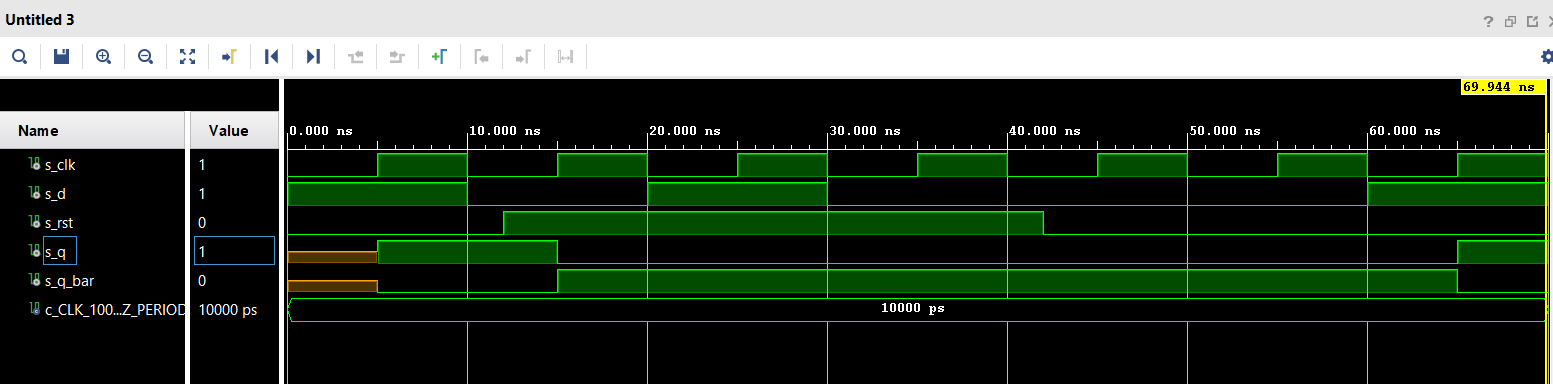 Untitled 3
?
69.944 ns
Name Value
0.000 ns 10.000 ns 20.000 ns 30.000 ns 40.000 ns 50.000 ns 60.000 ns
s_clk 1
s_d 1
s_rst 0
s_q 1
s_q_bar 0
c_CLK_100...Z_PERIOD 10000 ps 10000 ps